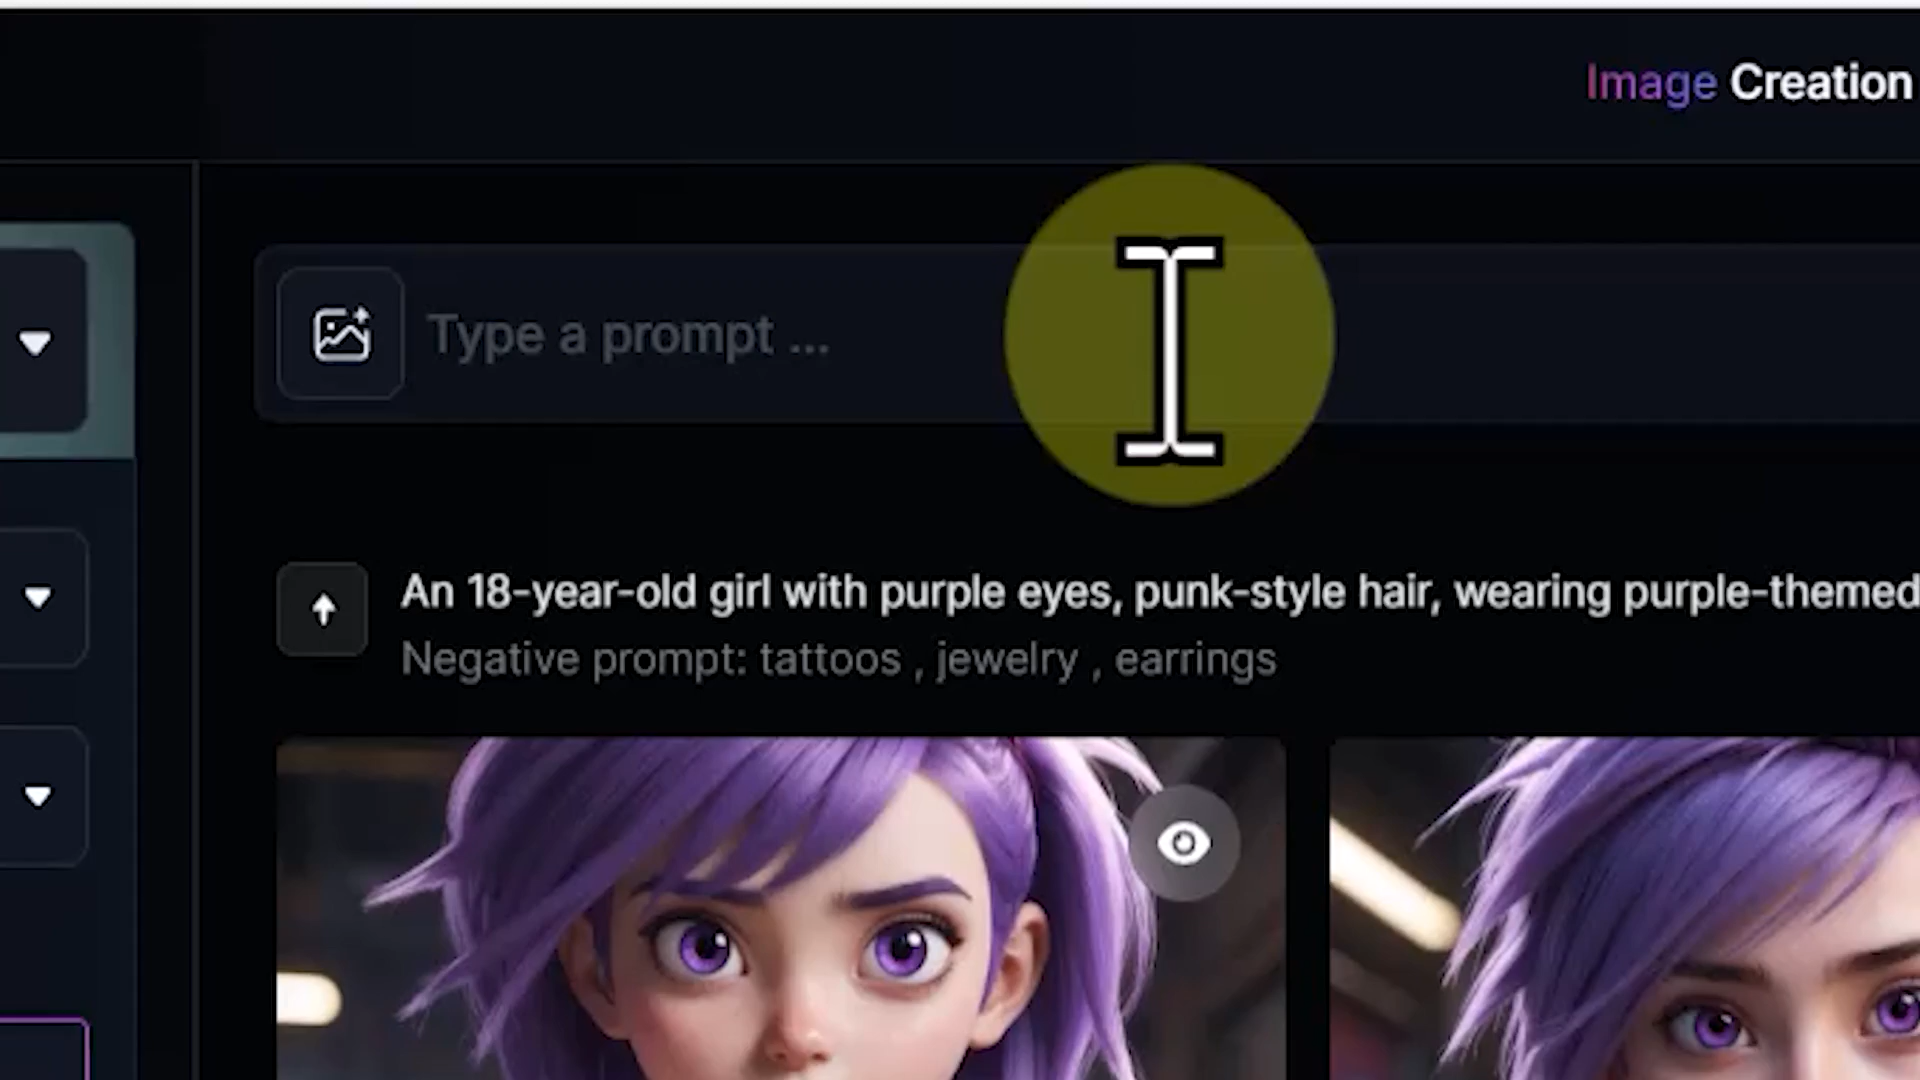 Image Creation
Type a prompt ...
An 18-year-old girl with purple eyes, punk-style hair, wearing purple-themed
Negative prompt: tattoos , jewelry , earrings